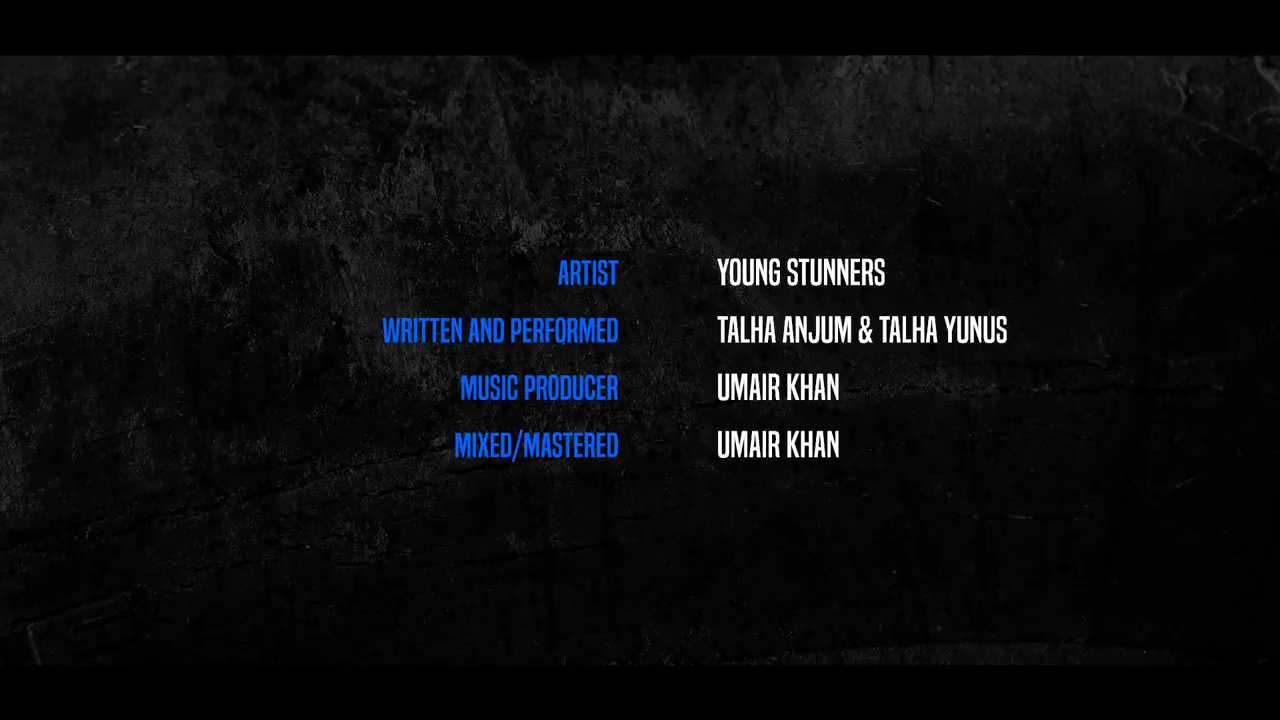 ARTIST YOUNG STUNNERS
WRITTEN AND PERFORMED TALHA ANJUM & TALHA YUNUS
MUSIC PRODUCER UMAIR KHAN
MIXED/MASTERED UMAIR KHAN